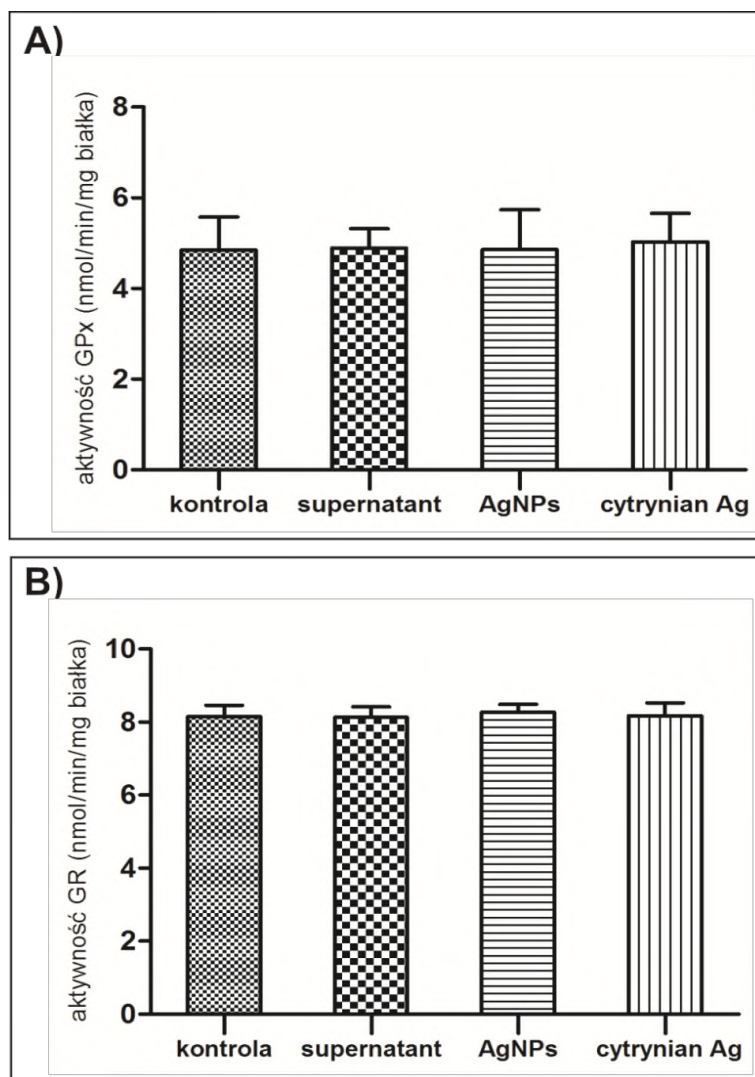 A)
aktywność GPx (nmol/min/mg białka)
8
6
4
2
0
kontrola supernatant AgNPs cytrynian Ag
B)
aktywność GR (nmol/min/mg białka)
10
8
6
4
2
0
kontrola supernatant AgNPs cytrynian Ag